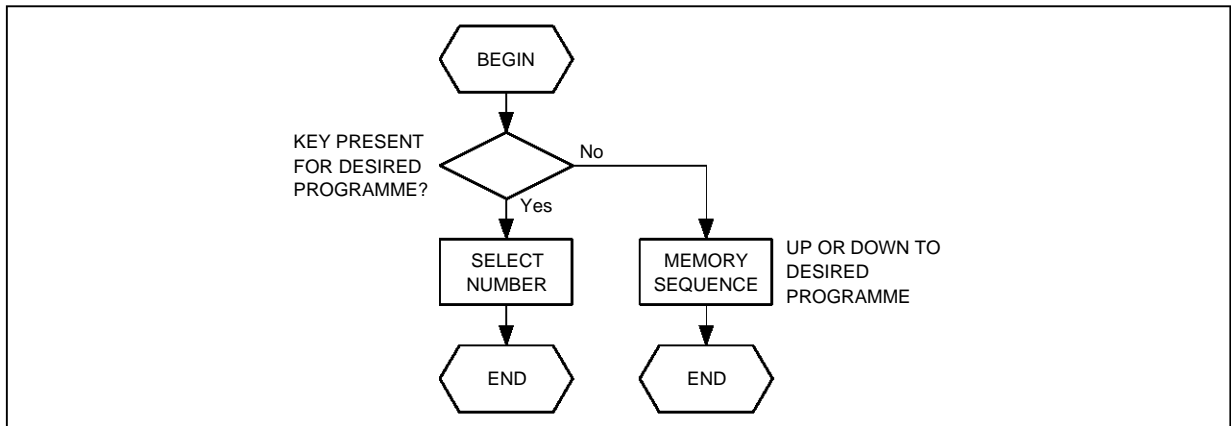 BEGIN
KEY PRESENT
FOR DESIRED
PROGRAMME?
No
Yes
SELECT
NUMBER
MEMORY
SEQUENCE
UP OR DOWN TO
DESIRED
PROGRAMME
END
END